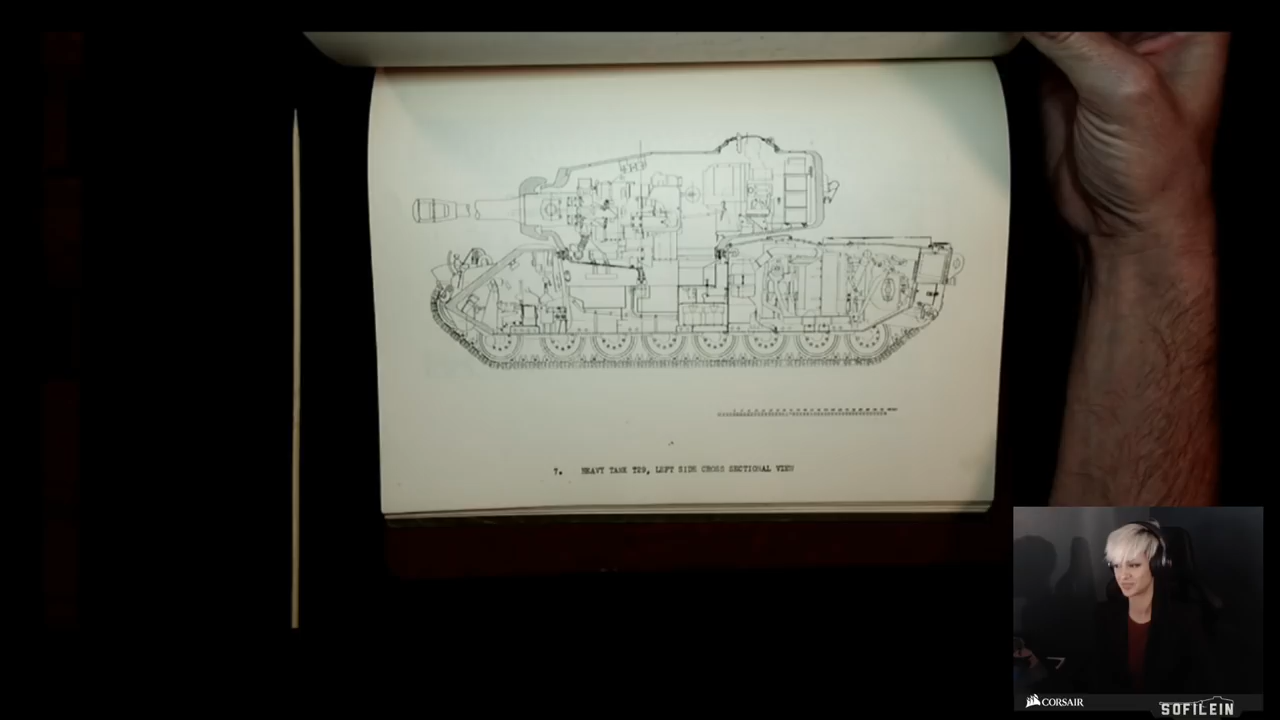 7. HEAVY TANK T29, LEFT SIDE CROSS SECTIONAL VIEW
CORSAIR
SOFILEIN